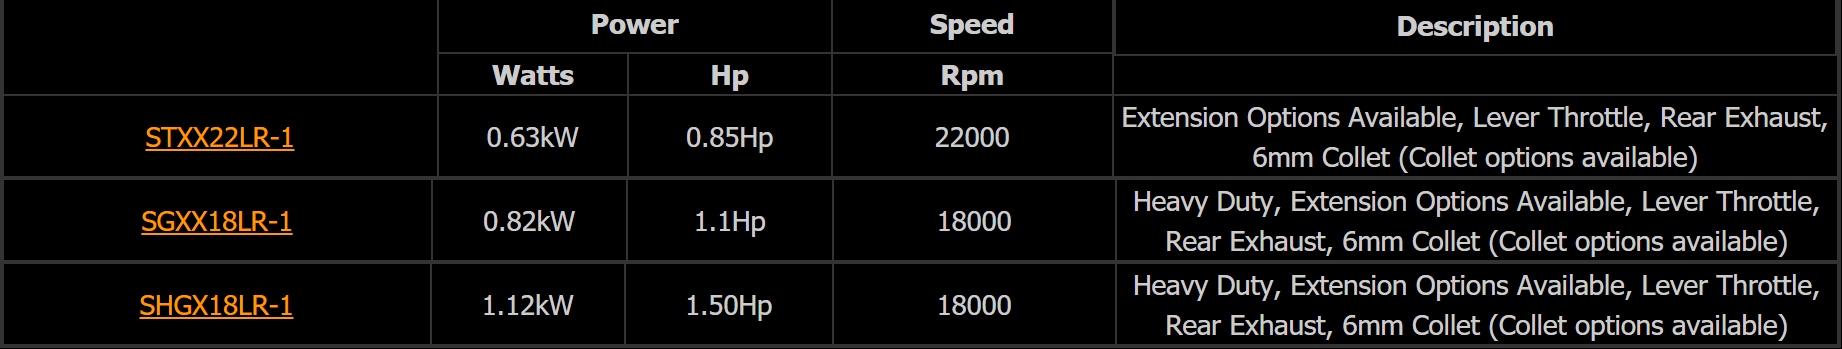 Power Speed Description
Watts Hp Rpm
STXX22LR-1 0.63kW 0.85Hp 22000 Extension Options Available, Lever Throttle, Rear Exhaust,
6mm Collet (Collet options available)
SGXX18LR-1 0.82kW 1.1Hp 18000 Heavy Duty, Extension Options Available, Lever Throttle,
Rear Exhaust, 6mm Collet (Collet options available)
SHGX18LR-1 1.12kW 1.50Hp 18000 Heavy Duty, Extension Options Available, Lever Throttle,
Rear Exhaust, 6mm Collet (Collet options available)